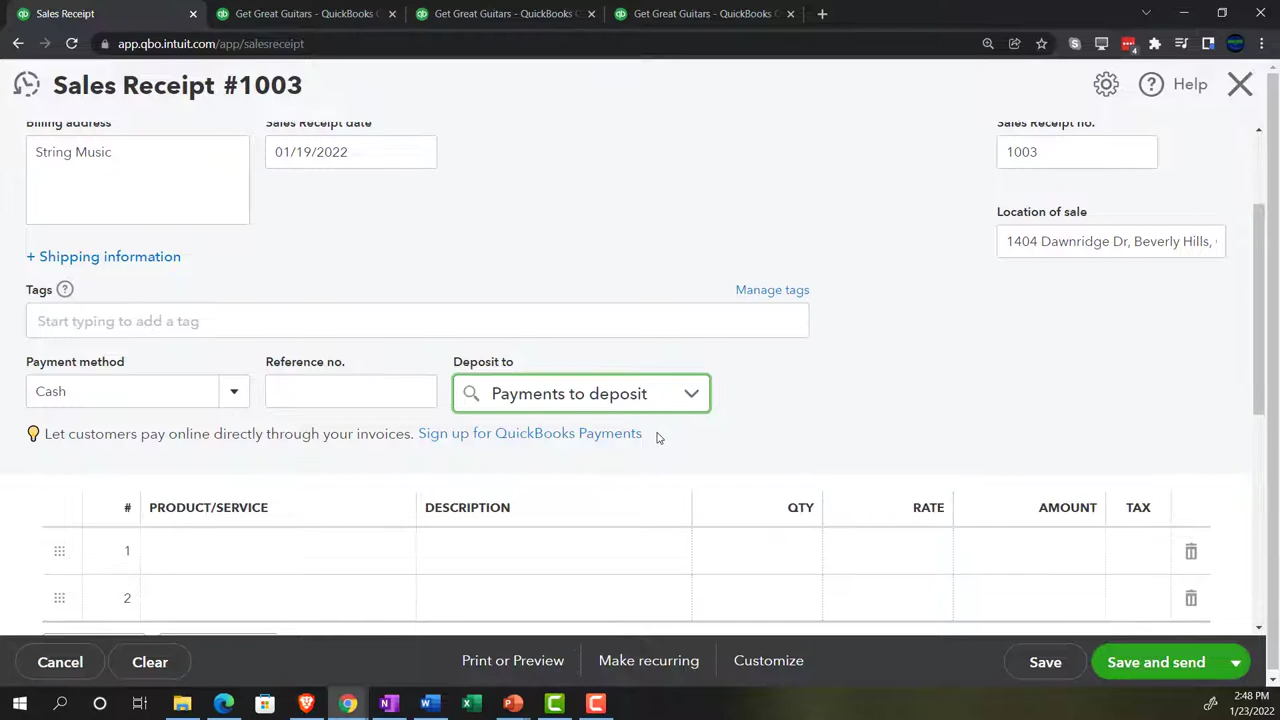 Sales Receipt
Get Great Guitars - QuickBooks C
Get Great Guitars - QuickBooks C
Get Great Guitars - QuickBooks C
app.qbo.intuit.com/app/salesreceipt
4
Sales Receipt #1003
Help
Billing address
Sales Receipt date
Sales Receipt no.
String Music
01/19/2022
1003
Location of sale
1404 Dawnridge Dr, Beverly Hills,
+ Shipping information
Tags ?
Manage tags
Start typing to add a tag
Payment method
Reference no.
Deposit to
Cash
Payments to deposit
Let customers pay online directly through your invoices. Sign up for QuickBooks Payments
# PRODUCT/SERVICE DESCRIPTION QTY RATE AMOUNT TAX
1
2
Cancel
Clear
Print or Preview
Make recurring
Customize
Save
Save and send
2:48 PM
1/23/2022